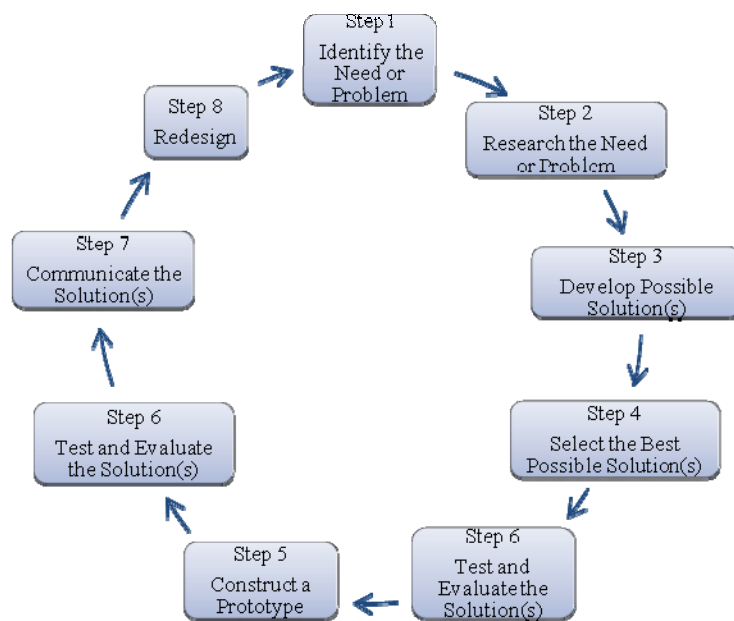 Step 1
Identify the
Need or
Problem
Step 2
Research the Need
or Problem
Step 3
Develop Possible
Solution(s)
Step 4
Select the Best
Possible Solution(s)
Step 6
Test and
Evaluate the
Solution(s)
Step 5
Construct a
Prototype
Step 6
Test and Evaluate
the Solution(s)
Step 7
Communicate the
Solution(s)
Step 8
Redesign